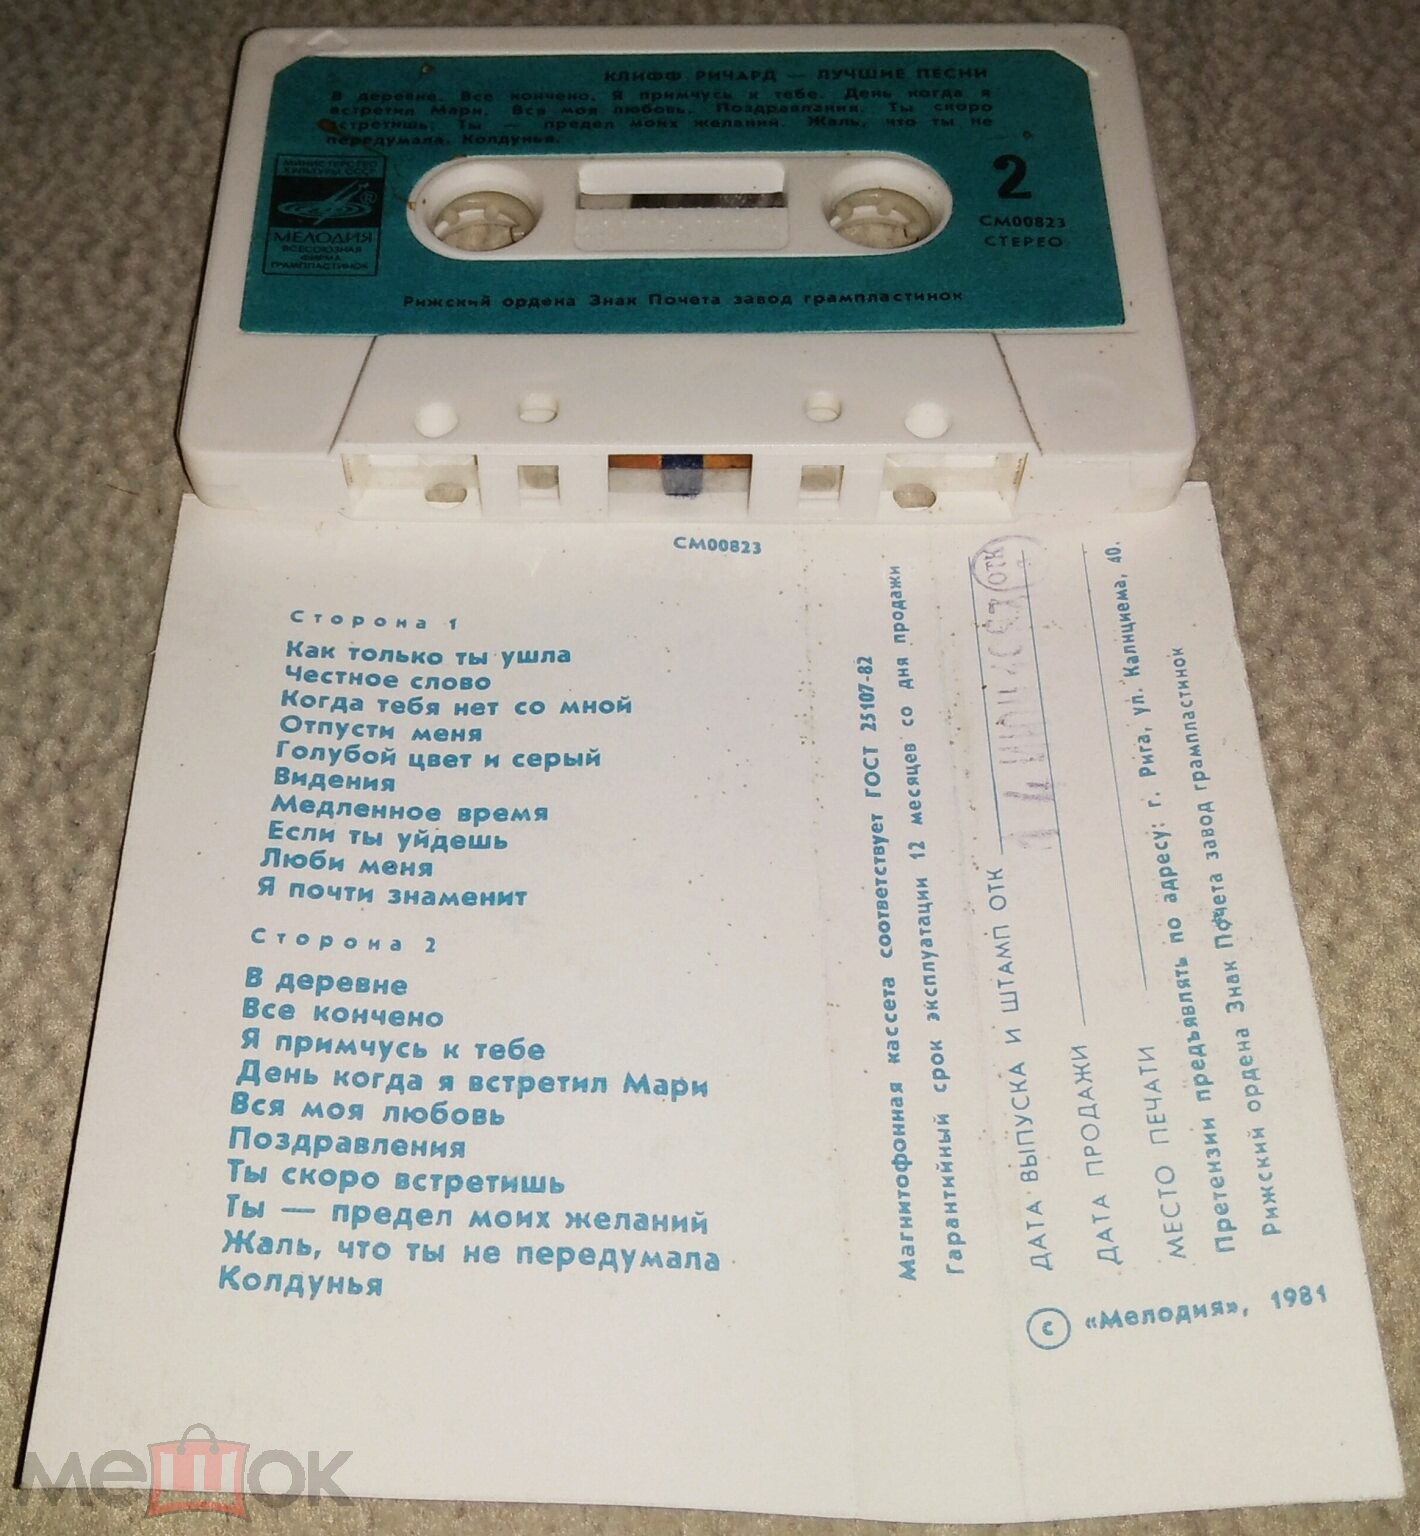 КЛИФФ РИЧАРД — ЛУЧШИЕ ПЕСНИ
В деревне. Все кончено. Я примчусь к тебе. День когда я
встретил Мари. Вся моя любовь. Поздравления. Ты скоро
встретишь. Ты — предел моих желаний. Жаль, что ты не
передумала. Колдунья.
МИНИСТЕРСТВО
КУЛЬТУРЫ СССР
МЕЛОДИЯ
ВСЕСОЮЗНАЯ
ФИРМА
ГРАМПЛАСТИНОК
2
СМ00823
СТЕРЕО
Рижский ордена Знак Почета завод грампластинок
СМ00823
Сторона 1
Как только ты ушла
Честное слово
Когда тебя нет со мной
Отпусти меня
Голубой цвет и серый
Видения
Медленное время
Если ты уйдешь
Люби меня
Я почти знаменит
Сторона 2
В деревне
Все кончено
Я примчусь к тебе
День когда я встретил Мари
Вся моя любовь
Поздравления
Ты скоро встретишь
Ты — предел моих желаний
Жаль, что ты не передумала
Колдунья
Магнитофонная кассета соответствует ГОСТ 25107-82
Гарантийный срок эксплуатации 12 месяцев со дня продажи
ДАТА ВЫПУСКА И ШТАМП ОТК
ОТК
ДАТА ПРОДАЖИ
МЕСТО ПЕЧАТИ
Претензии предъявлять по адресу: г. Рига, ул. Калнциема, 40.
Рижский ордена Знак Почета завод грампластинок
с «Мелодия», 1981
мешок